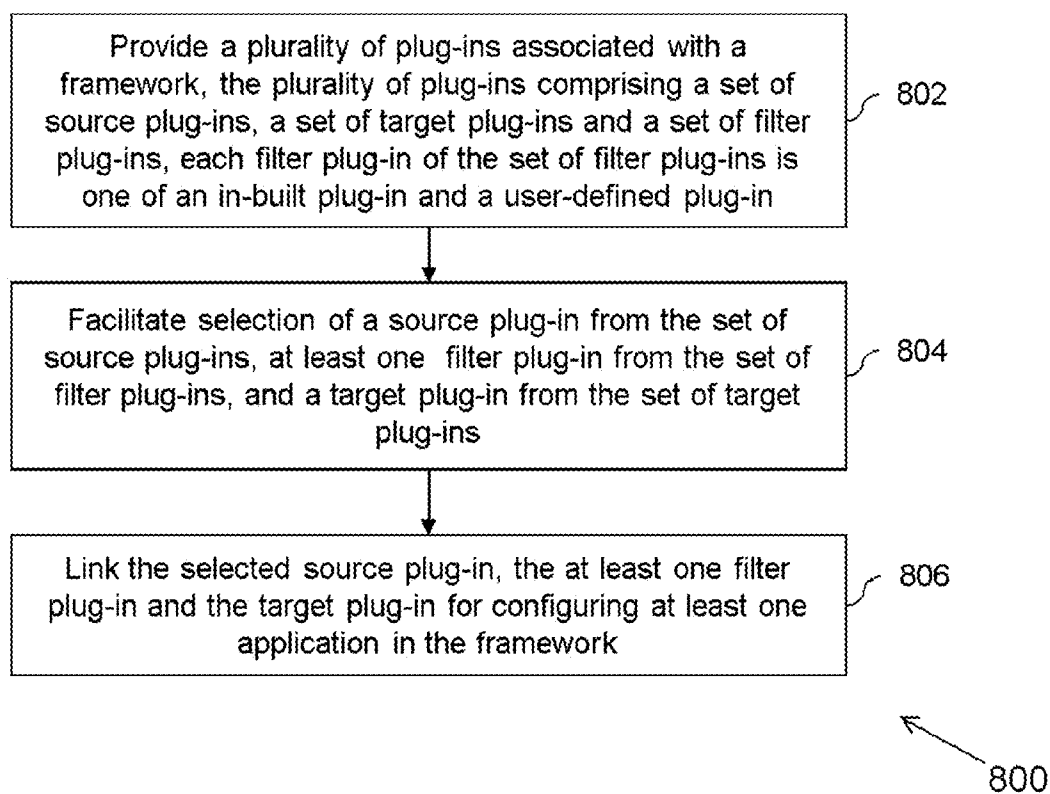 Provide a plurality of plug-ins associated with a
framework, the plurality of plug-ins comprising a set of
source plug-ins, a set of target plug-ins and a set of filter
plug-ins, each filter plug-in of the set of filter plug-ins is
one of an in-built plug-in and a user-defined plug-in
802
Facilitate selection of a source plug-in from the set of
source plug-ins, at least one filter plug-in from the set of
filter plug-ins, and a target plug-in from the set of target
plug-ins
804
Link the selected source plug-in, the at least one filter
plug-in and the target plug-in for configuring at least one
application in the framework
806
800